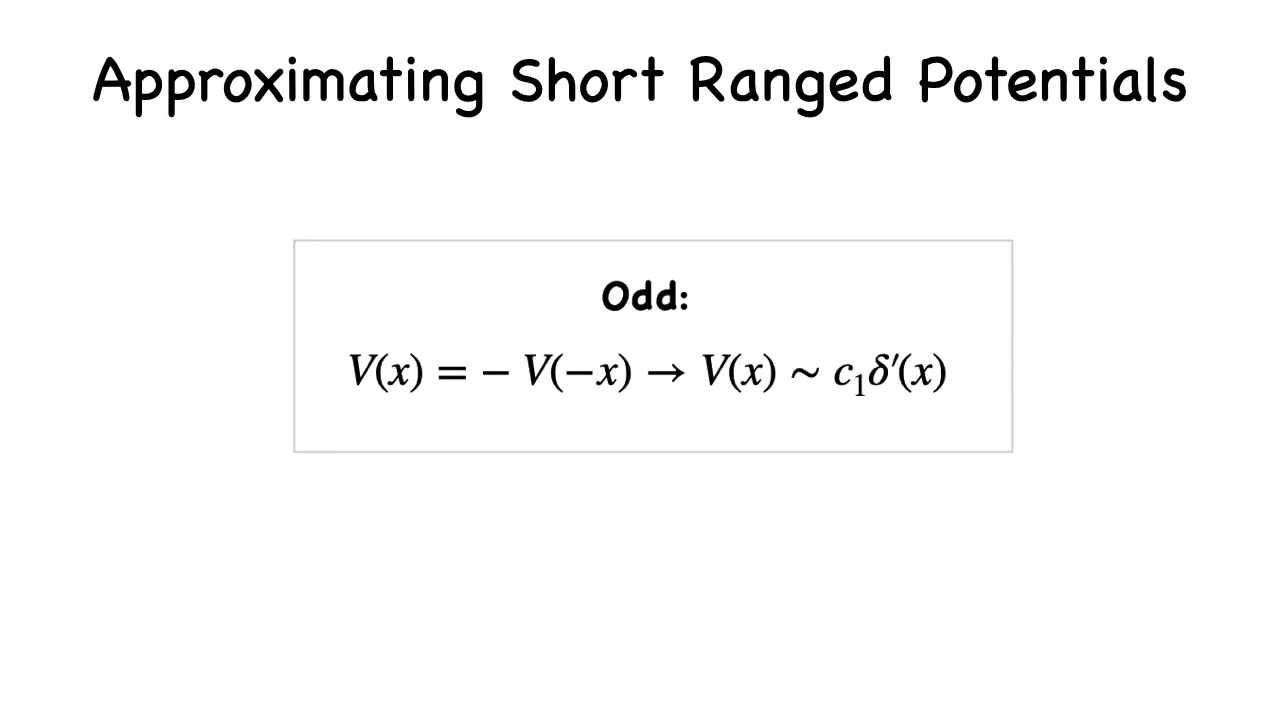 Approximating Short Ranged Potentials
Odd:
V(x) = − V(−x) → V(x) ∼ c₁δ′(x)